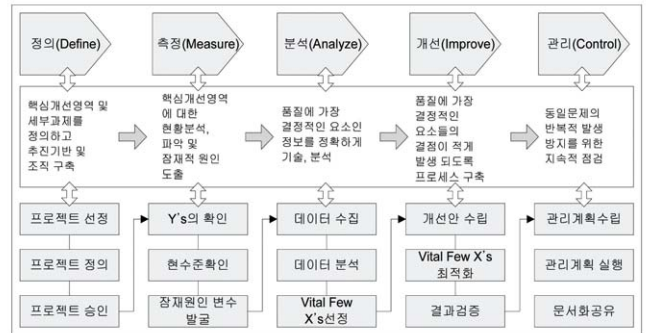 정의(Define)
측정(Measure)
분석(Analyze)
개선(Improve)
관리(Control)
핵심개선영역 및
세부과제를
정의하고
추진기반 및
조직 구축
핵심개선영역
에 대한
현황분석,
파악 및
잠재적 원인
도출
품질에 가장
결정적인 요소인
정보를 정확하게
기술, 분석
품질에 가장
결정적인
요소들의
결점이 적게
발생 되도록
프로세스 구축
동일문제의
반복적 발생
방지를 위한
지속적 점검
프로젝트 선정
프로젝트 정의
프로젝트 승인
Y's의 확인
현수준확인
잠재원인 변수
발굴
데이터 수집
데이터 분석
Vital Few
X's선정
개선안 수립
Vital Few X's
최적화
결과검증
관리계획수립
관리계획 실행
문서화공유